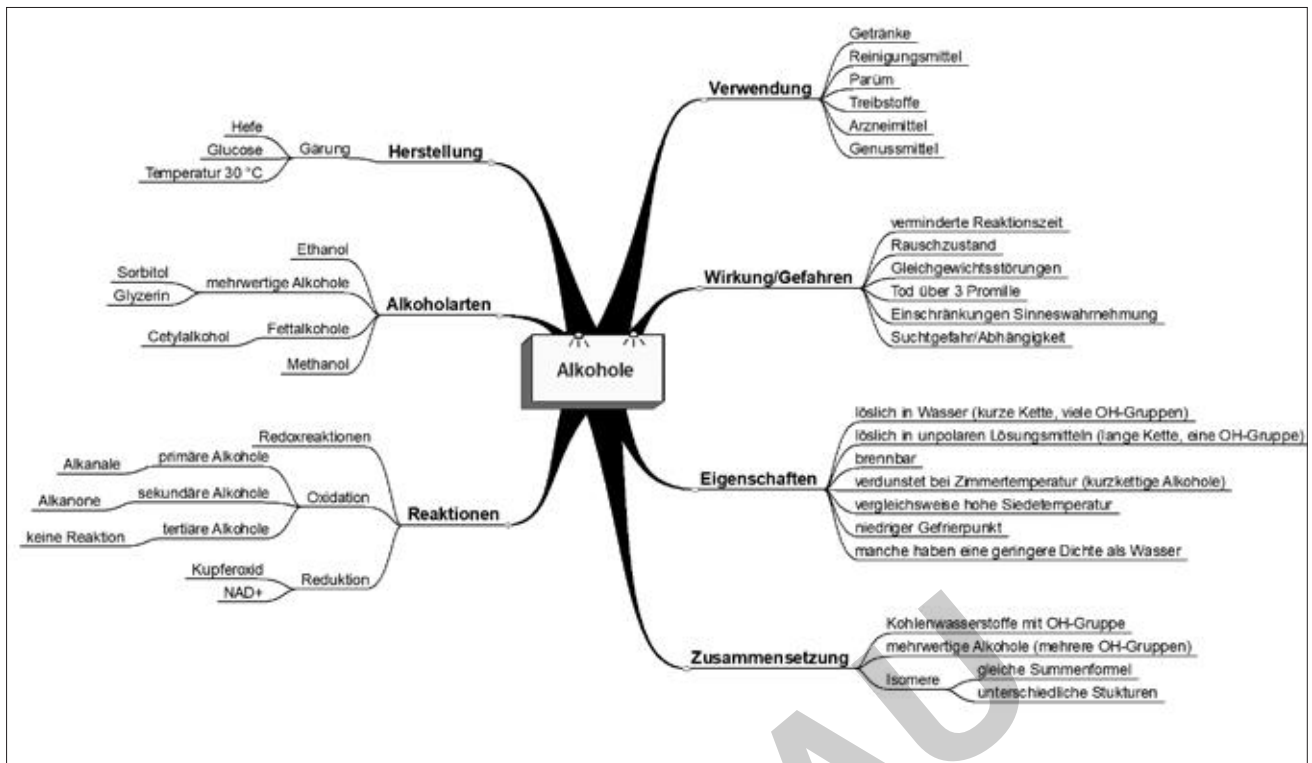 Alkohole
Verwendung
Getränke
Reinigungsmittel
Parüm
Treibstoffe
Arzneimittel
Genussmittel
Wirkung/Gefahren
verminderte Reaktionszeit
Rauschzustand
Gleichgewichtsstörungen
Tod über 3 Promille
Einschränkungen Sinneswahrnehmung
Suchtgefahr/Abhängigkeit
Eigenschaften
löslich in Wasser (kurze Kette, viele OH-Gruppen)
löslich in unpolaren Lösungsmitteln (lange Kette, eine OH-Gruppe)
brennbar
verdunstet bei Zimmertemperatur (kurzkettige Alkohole)
vergleichsweise hohe Siedetemperatur
niedriger Gefrierpunkt
manche haben eine geringere Dichte als Wasser
Zusammensetzung
Kohlenwasserstoffe mit OH-Gruppe
mehrwertige Alkohole (mehrere OH-Gruppen)
Isomere
gleiche Summenformel
unterschiedliche Stukturen
Herstellung
Gärung
Hefe
Glucose
Temperatur 30 °C
Alkoholarten
Ethanol
mehrwertige Alkohole
Sorbitol
Glyzerin
Fettalkohole
Cetylalkohol
Methanol
Reaktionen
Redoxreaktionen
Oxidation
primäre Alkohole
Alkanale
sekundäre Alkohole
Alkanone
tertiäre Alkohole
keine Reaktion
Reduktion
Kupferoxid
NAD+
AU